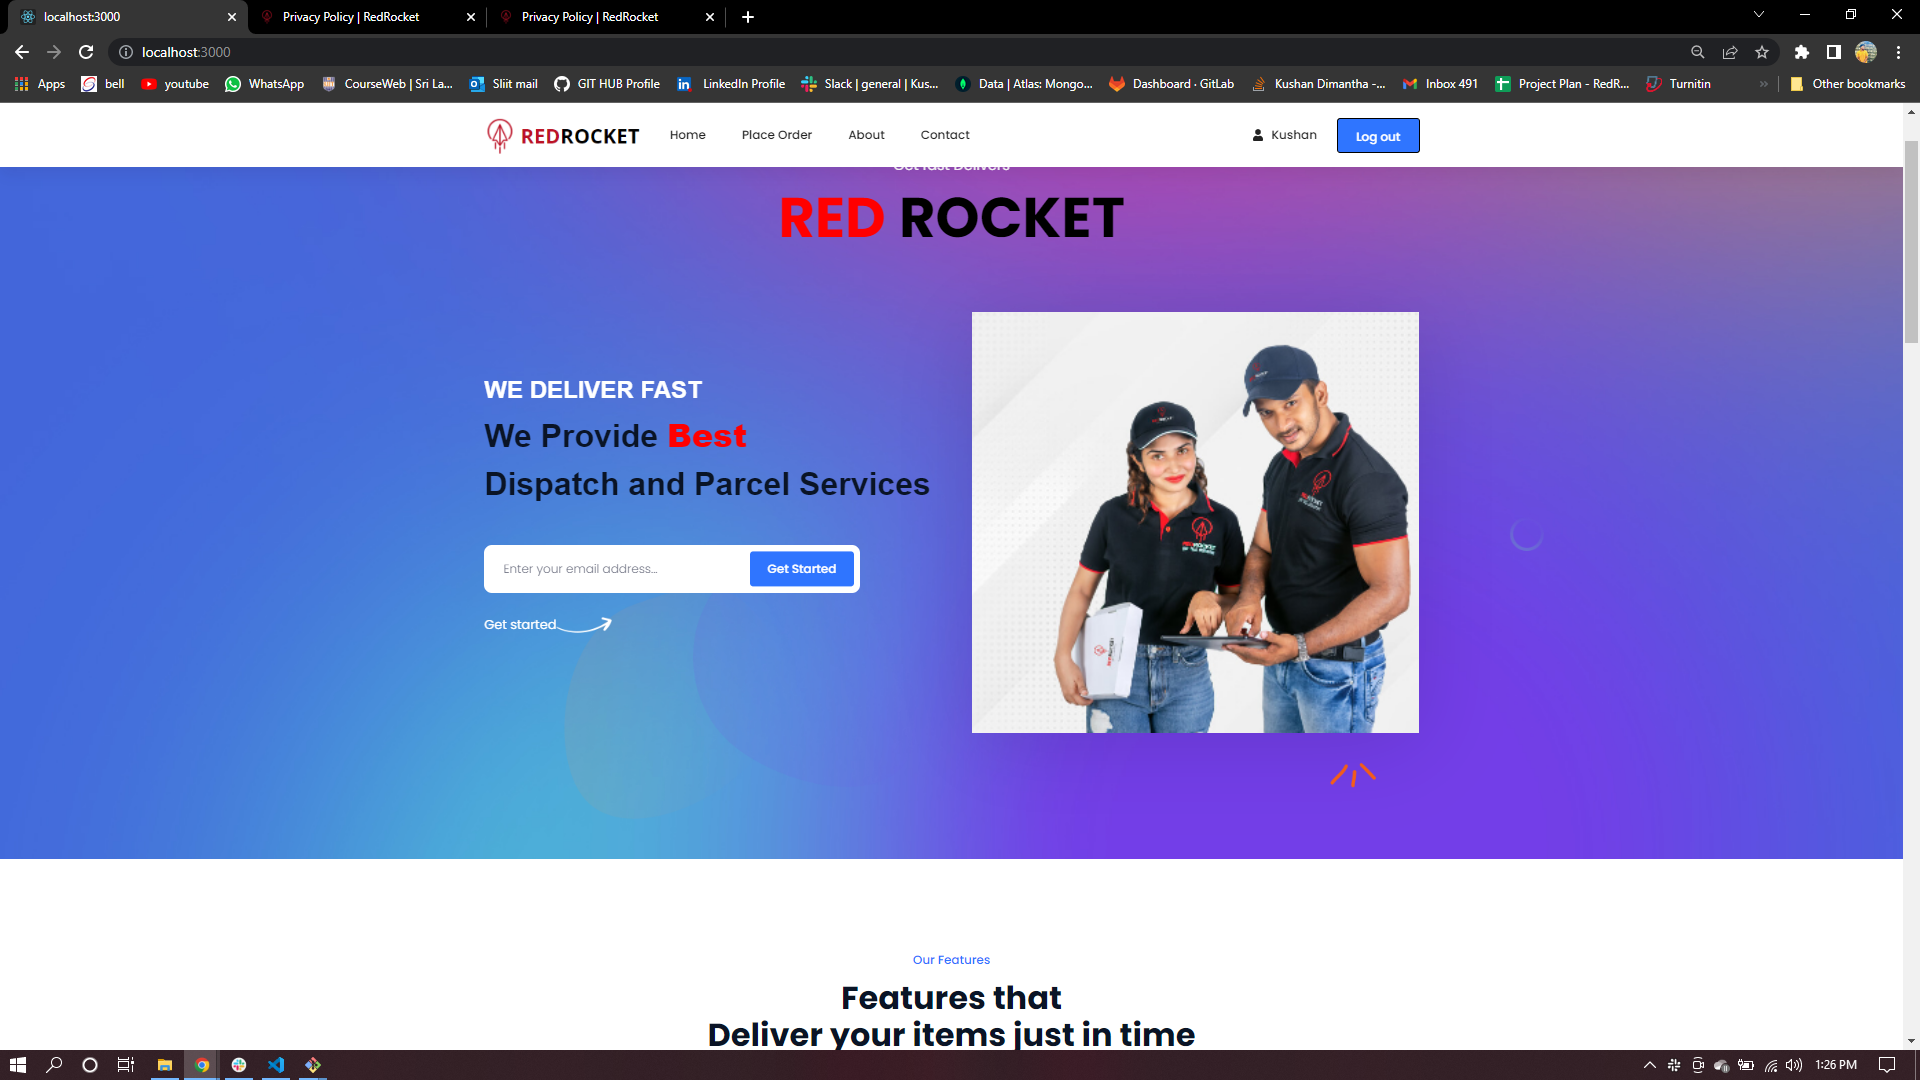 localhost:3000
Privacy Policy | RedRocket
Privacy Policy | RedRocket
localhost:3000
Apps
bell
youtube
WhatsApp
CourseWeb | Sri La...
Sliit mail
GIT HUB Profile
LinkedIn Profile
Slack | general | Kus...
Data | Atlas: Mongo...
Dashboard · GitLab
Kushan Dimantha -...
Inbox 491
Project Plan - RedR...
Turnitin
Other bookmarks
REDROCKET
Home
Place Order
About
Contact
Kushan
Log out
Get fast Delivers
RED ROCKET
WE DELIVER FAST
We Provide Best
Dispatch and Parcel Services
Enter your email address...
Get Started
Get started
Our Features
Features that
Deliver your items just in time
1:26 PM